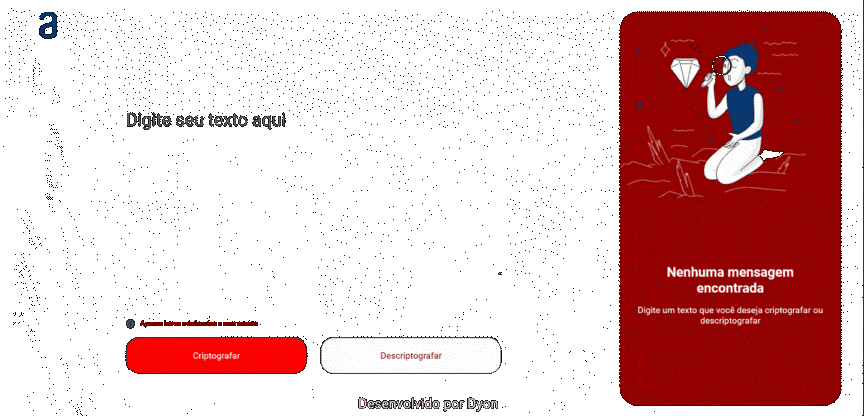 a
Digite seu texto aqui
Apenas letras minúsculas e sem acento
Criptografar
Descriptografar
Desenvolvido por Dyon
Nenhuma mensagem
encontrada
Digite um texto que você deseja criptografar ou
descriptografar